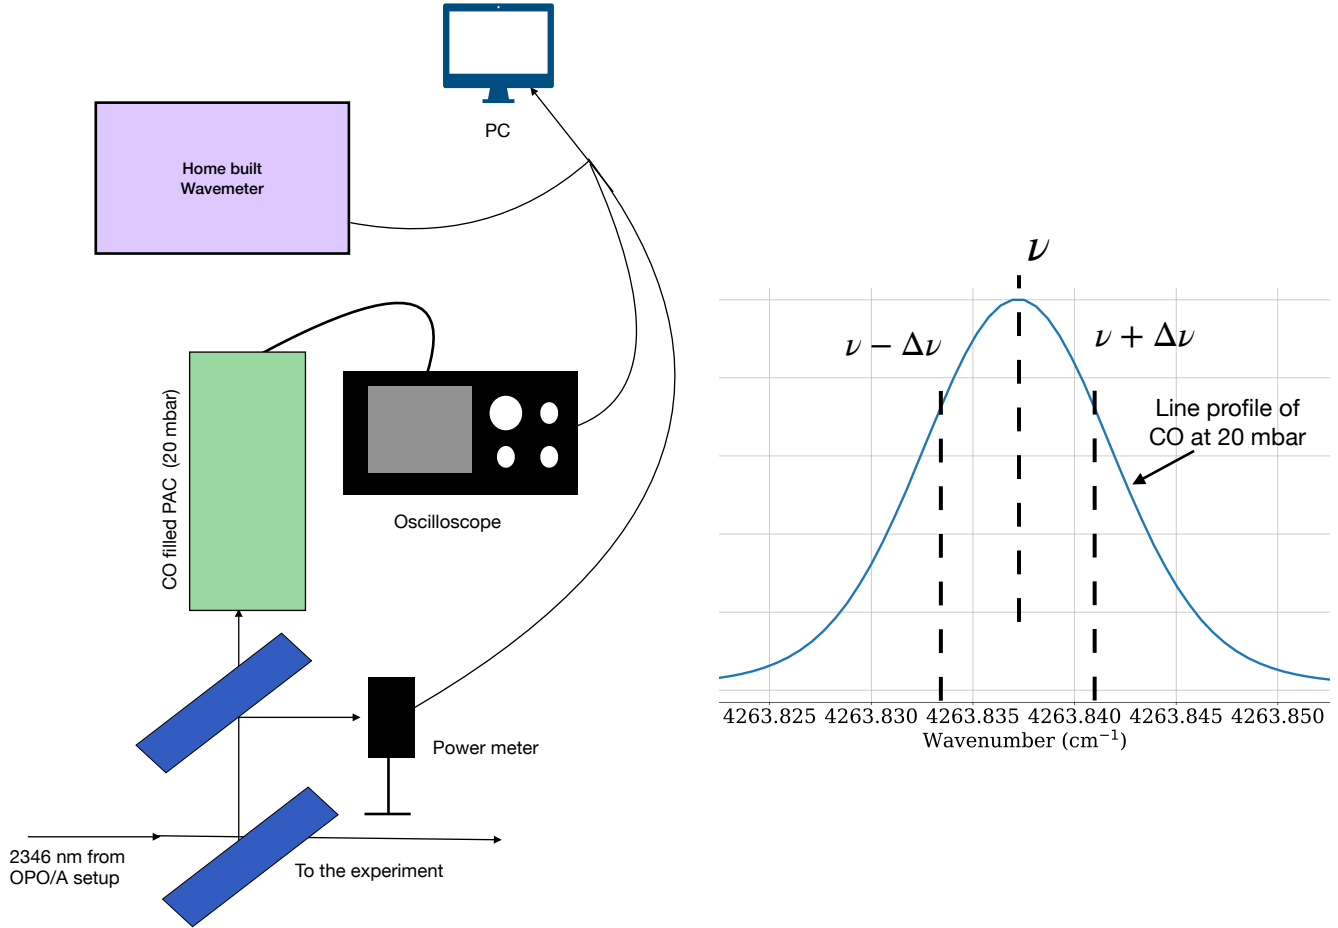 PC
Home built
Wavemeter
CO filled PAC (20 mbar)
Oscilloscope
Power meter
2346 nm from
OPO/A setup
To the experiment
ν
ν − Δν
ν + Δν
Line profile of
CO at 20 mbar
4263.825 4263.830 4263.835 4263.840 4263.845 4263.850
Wavenumber (cm⁻¹)